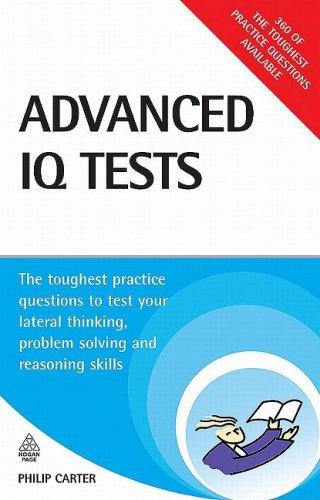 360 OF
THE TOUGHEST
PRACTICE QUESTIONS
AVAILABLE
ADVANCED
IQ TESTS
The toughest practice
questions to test your
lateral thinking,
problem solving and
reasoning skills
KOGAN
PAGE
PHILIP CARTER